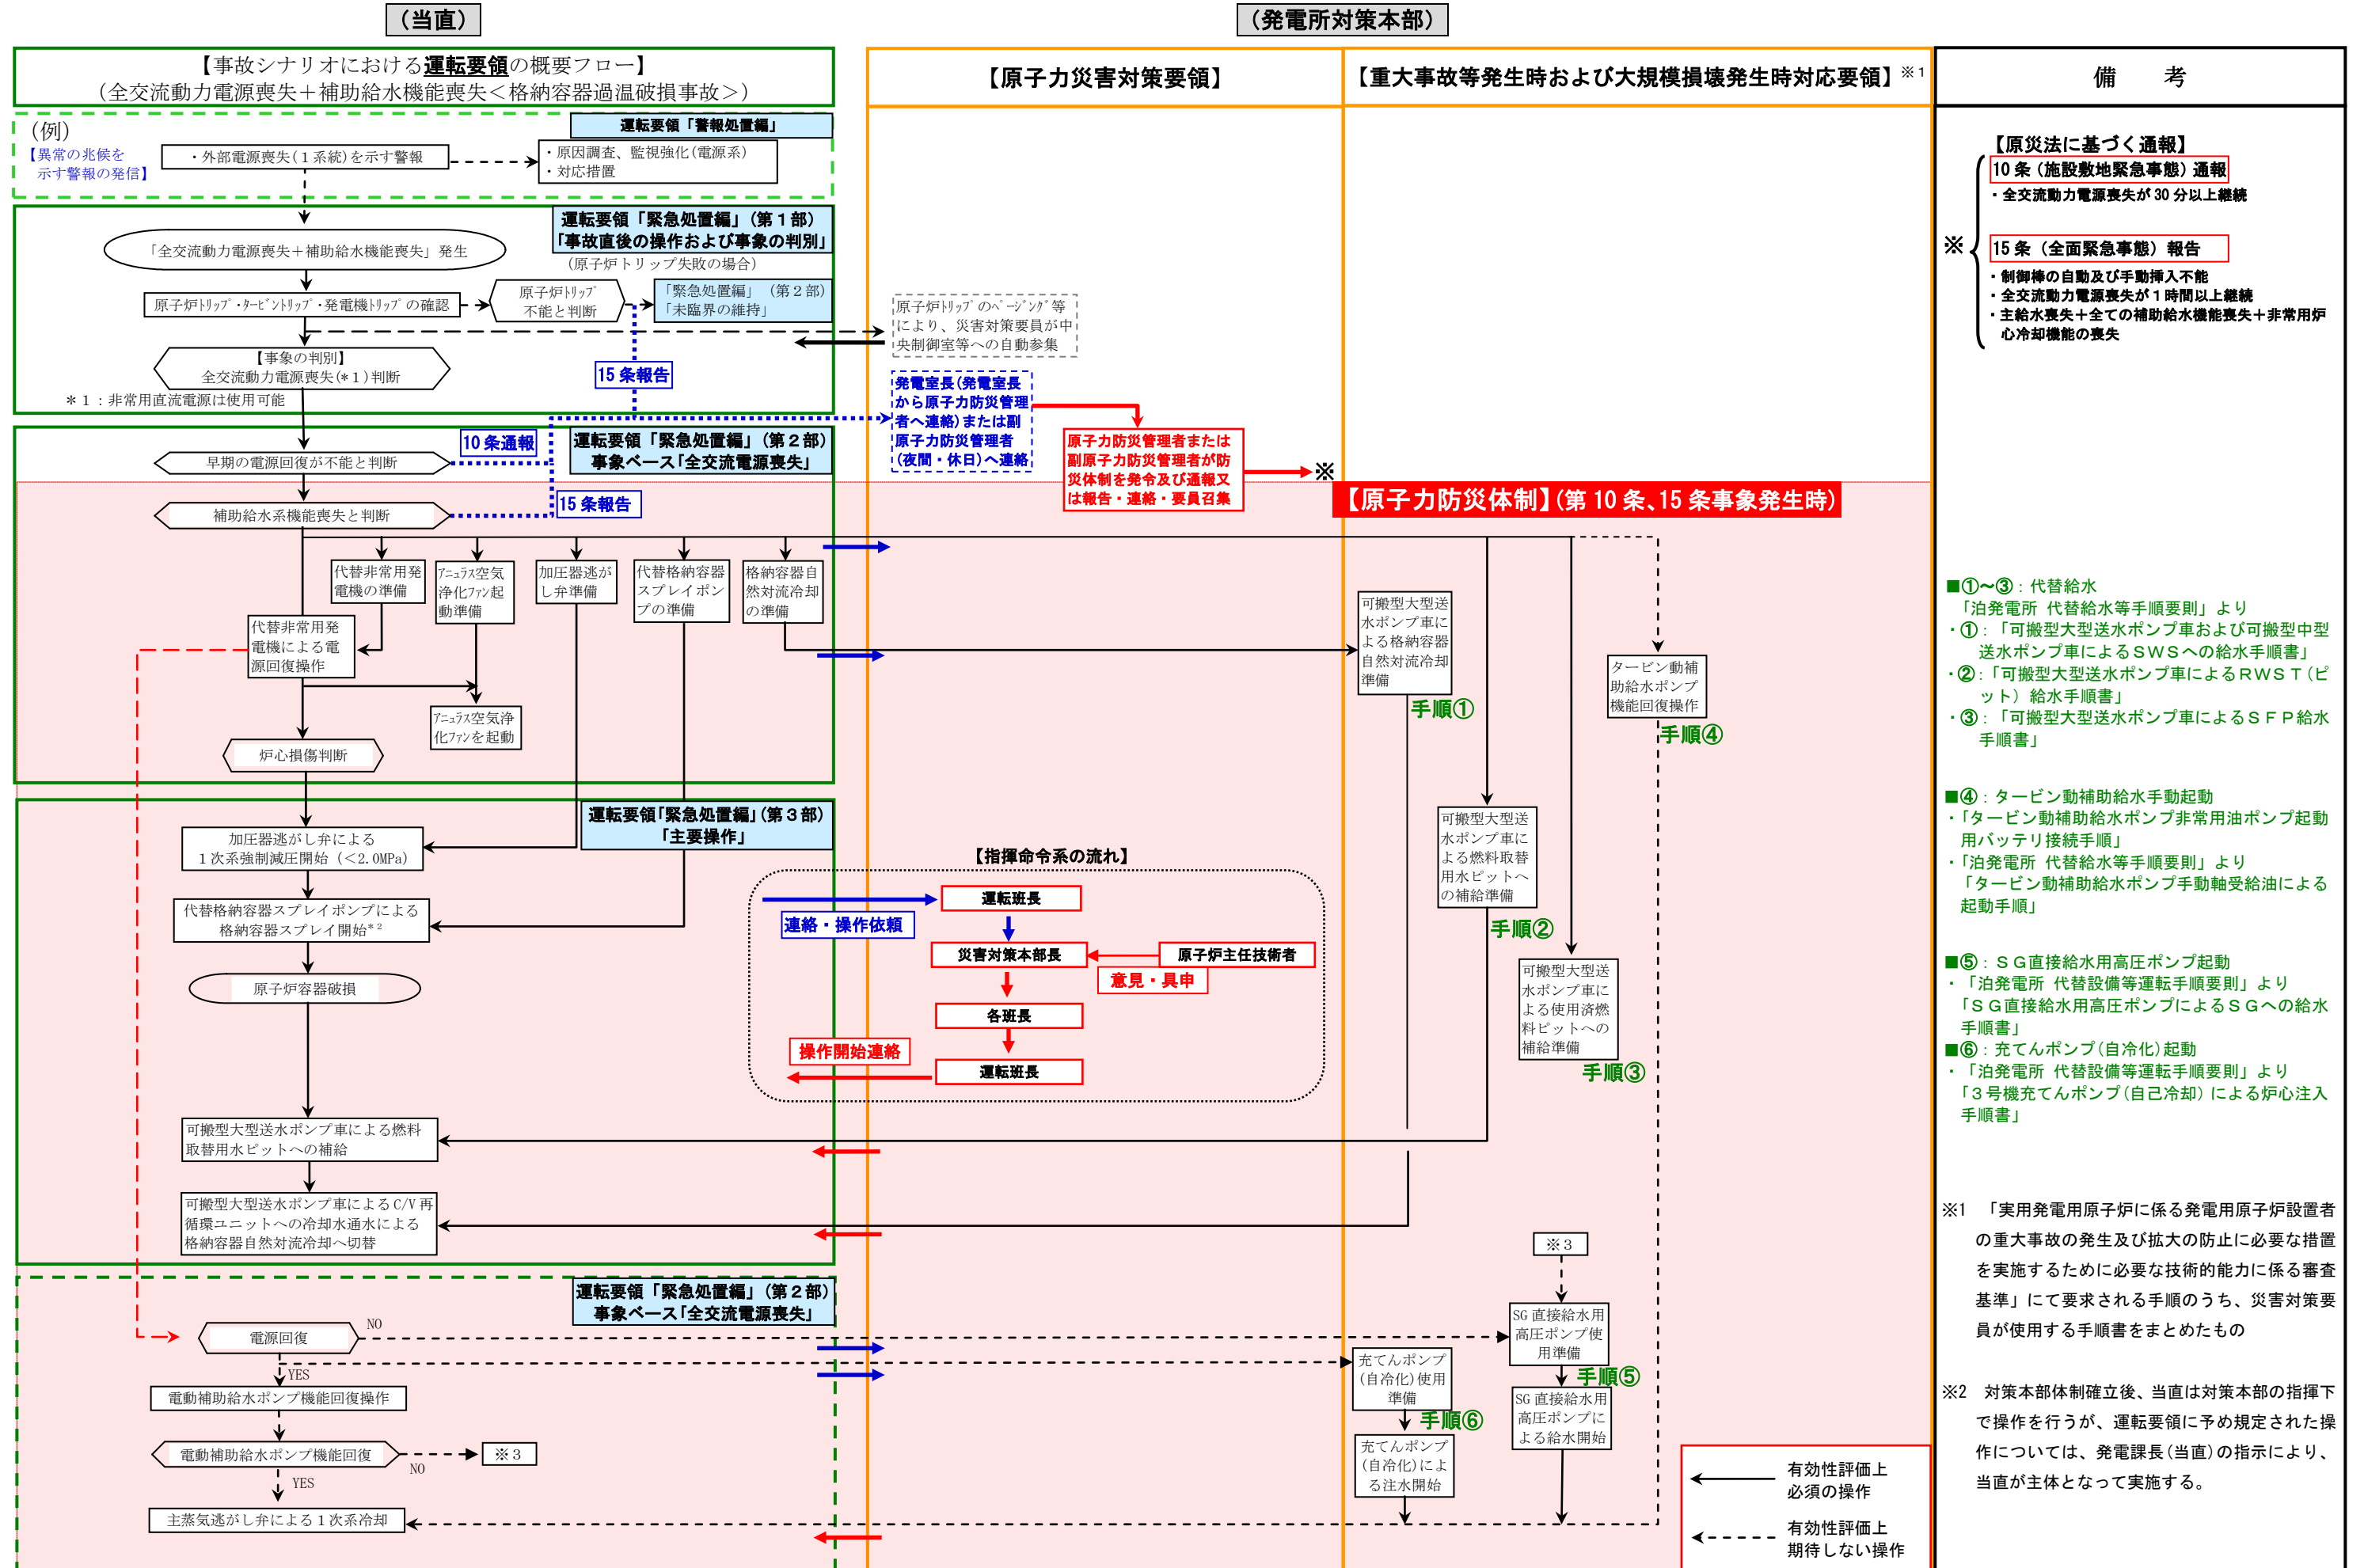 (当直)
(発電所対策本部)
【事故シナリオにおける運転要領の概要フロー】
(全交流動力電源喪失+補助給水機能喪失<格納容器過温破損事故>)
【原子力災害対策要領】
【重大事故等発生時および大規模損壊発生時対応要領】※1
備 考
(例)
【異常の兆候を
示す警報の発信】
・外部電源喪失(1系統)を示す警報
運転要領「警報処置編」
・原因調査、監視強化(電源系)
・対応措置
運転要領「緊急処置編」(第1部)
「事故直後の操作および事象の判別」
「全交流動力電源喪失+補助給水機能喪失」発生
(原子炉トリップ失敗の場合)
原子炉トリップ・タービントリップ・発電機トリップの確認
原子炉トリップ
不能と判断
「緊急処置編」(第2部)
「未臨界の維持」
【事象の判別】
全交流動力電源喪失(*1)判断
*1:非常用直流電源は使用可能
15条報告
原子炉トリップのページング等
により、災害対策要員が中
央制御室等への自動参集
発電室長(発電室長
から原子力防災管理
者へ連絡)または副
原子力防災管理者
(夜間・休日)へ連絡
原子力防災管理者または
副原子力防災管理者が防
災体制を発令及び通報又
は報告・連絡・要員召集
※
【原子力防災体制】(第10条、15条事象発生時)
10条通報
運転要領「緊急処置編」(第2部)
事象ベース「全交流電源喪失」
早期の電源回復が不能と判断
15条報告
補助給水系機能喪失と判断
代替非常用発
電機の準備
アニュラス空気
浄化ファン起
動準備
加圧器逃が
し弁準備
代替格納容器
スプレイポン
プの準備
格納容器自
然対流冷却
の準備
代替非常用発
電機による電
源回復操作
アニュラス空気浄
化ファンを起動
炉心損傷判断
可搬型大型送
水ポンプ車に
よる格納容器
自然対流冷却
準備
手順①
タービン動補
助給水ポンプ
機能回復操作
手順④
運転要領「緊急処置編」(第3部)
「主要操作」
加圧器逃がし弁による
1次系強制減圧開始(<2.0MPa)
代替格納容器スプレイポンプによる
格納容器スプレイ開始*2
原子炉容器破損
可搬型大型送
水ポンプ車に
よる燃料取替
用水ピットへ
の補給準備
手順②
可搬型大型送
水ポンプ車に
よる使用済燃
料ピットへの
補給準備
手順③
【指揮命令系の流れ】
運転班長
連絡・操作依頼
災害対策本部長
原子炉主任技術者
意見・具申
各班長
操作開始連絡
運転班長
可搬型大型送水ポンプ車による燃料
取替用水ピットへの補給
可搬型大型送水ポンプ車によるC/V再
循環ユニットへの冷却水通水による
格納容器自然対流冷却へ切替
運転要領「緊急処置編」(第2部)
事象ベース「全交流電源喪失」
電源回復
NO
YES
電動補助給水ポンプ機能回復操作
電動補助給水ポンプ機能回復
NO
※3
YES
主蒸気逃がし弁による1次系冷却
※3
SG直接給水用
高圧ポンプ使
用準備
手順⑤
SG直接給水用
高圧ポンプに
よる給水開始
充てんポンプ
(自冷化)使用
準備
手順⑥
充てんポンプ
(自冷化)によ
る注水開始
有効性評価上
必須の操作
有効性評価上
期待しない操作
【原災法に基づく通報】
※
10条(施設敷地緊急事態)通報
・全交流動力電源喪失が30分以上継続
15条(全面緊急事態)報告
・制御棒の自動及び手動挿入不能
・全交流動力電源喪失が1時間以上継続
・主給水喪失+全ての補助給水機能喪失+非常用炉
心冷却機能の喪失
■①~③:代替給水
「泊発電所 代替給水等手順要則」より
・①:「可搬型大型送水ポンプ車および可搬型中型
送水ポンプ車によるSWSへの給水手順書」
・②:「可搬型大型送水ポンプ車によるRWST(ピ
ット)給水手順書」
・③:「可搬型大型送水ポンプ車によるSFP給水
手順書」
■④:タービン動補助給水手動起動
・「タービン動補助給水ポンプ非常用油ポンプ起動
用バッテリ接続手順」
・「泊発電所 代替給水等手順要則」より
「タービン動補助給水ポンプ手動軸受給油による
起動手順」
■⑤:SG直接給水用高圧ポンプ起動
・「泊発電所 代替設備等運転手順要則」より
「SG直接給水用高圧ポンプによるSGへの給水
手順書」
■⑥:充てんポンプ(自冷化)起動
・「泊発電所 代替設備等運転手順要則」より
「3号機充てんポンプ(自己冷却)による炉心注入
手順書」
※1 「実用発電用原子炉に係る発電用原子炉設置者
の重大事故の発生及び拡大の防止に必要な措置
を実施するために必要な技術的能力に係る審査
基準」にて要求される手順のうち、災害対策要
員が使用する手順書をまとめたもの
※2 対策本部体制確立後、当直は対策本部の指揮下
で操作を行うが、運転要領に予め規定された操
作については、発電課長(当直)の指示により、
当直が主体となって実施する。